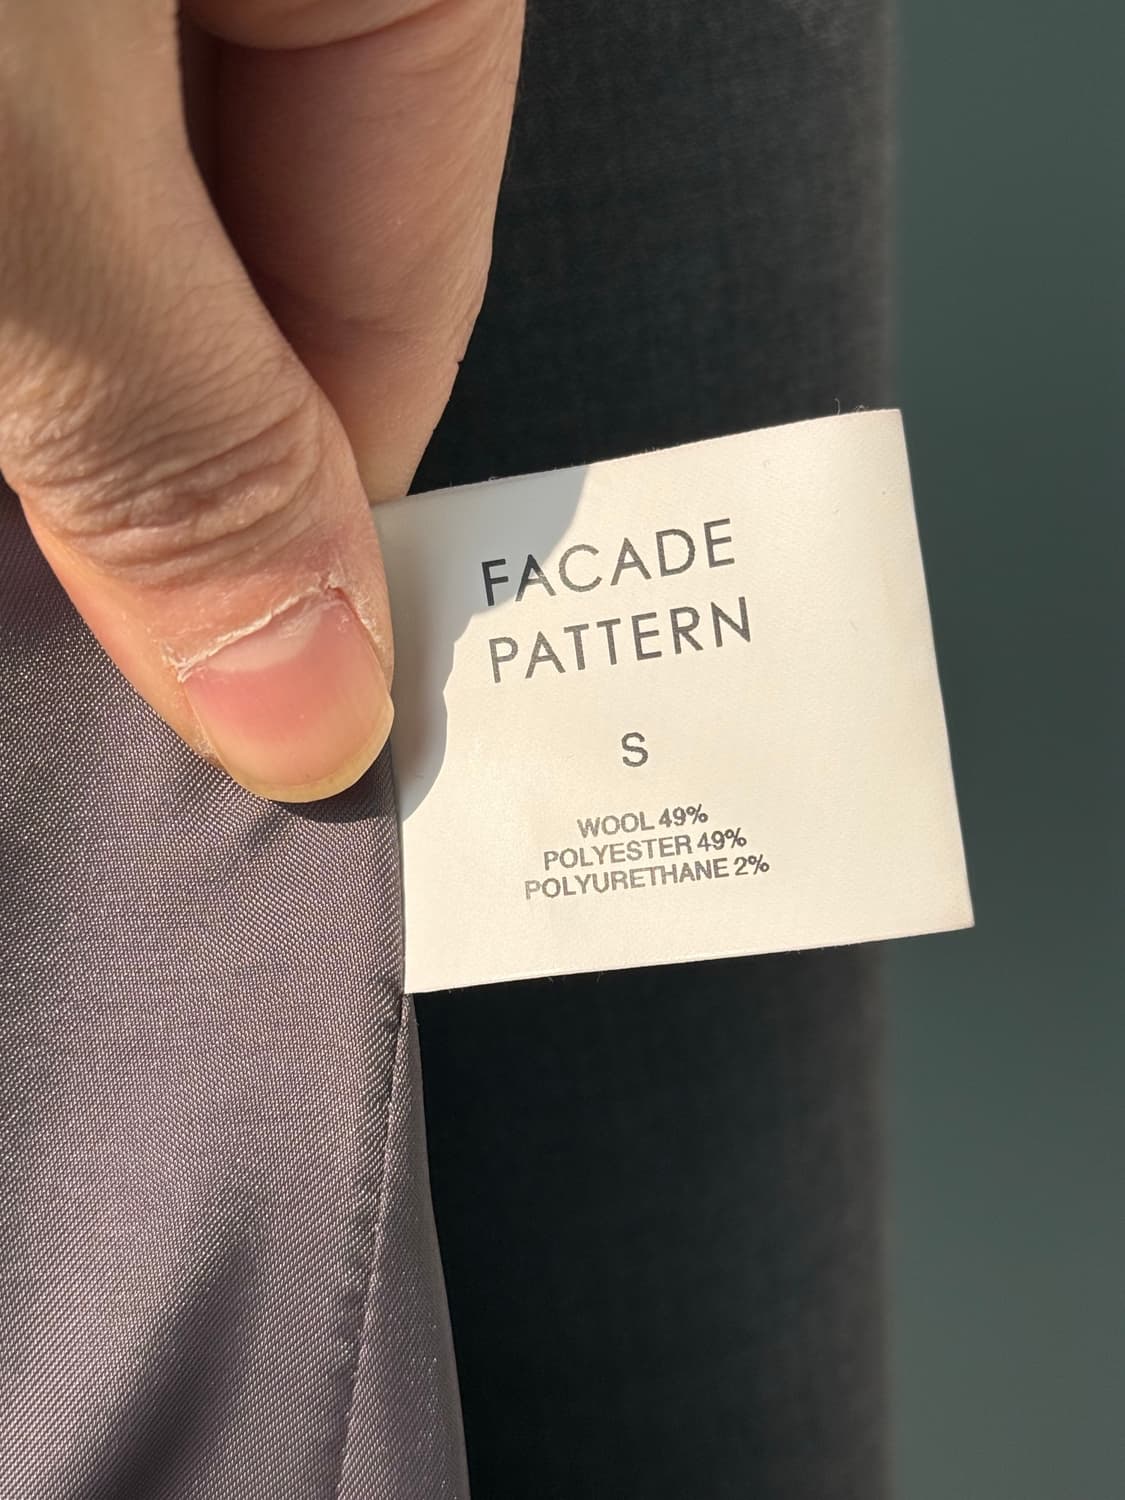 FACADE
PATTERN
S
WOOL 49%
POLYESTER 49%
POLYURETHANE 2%